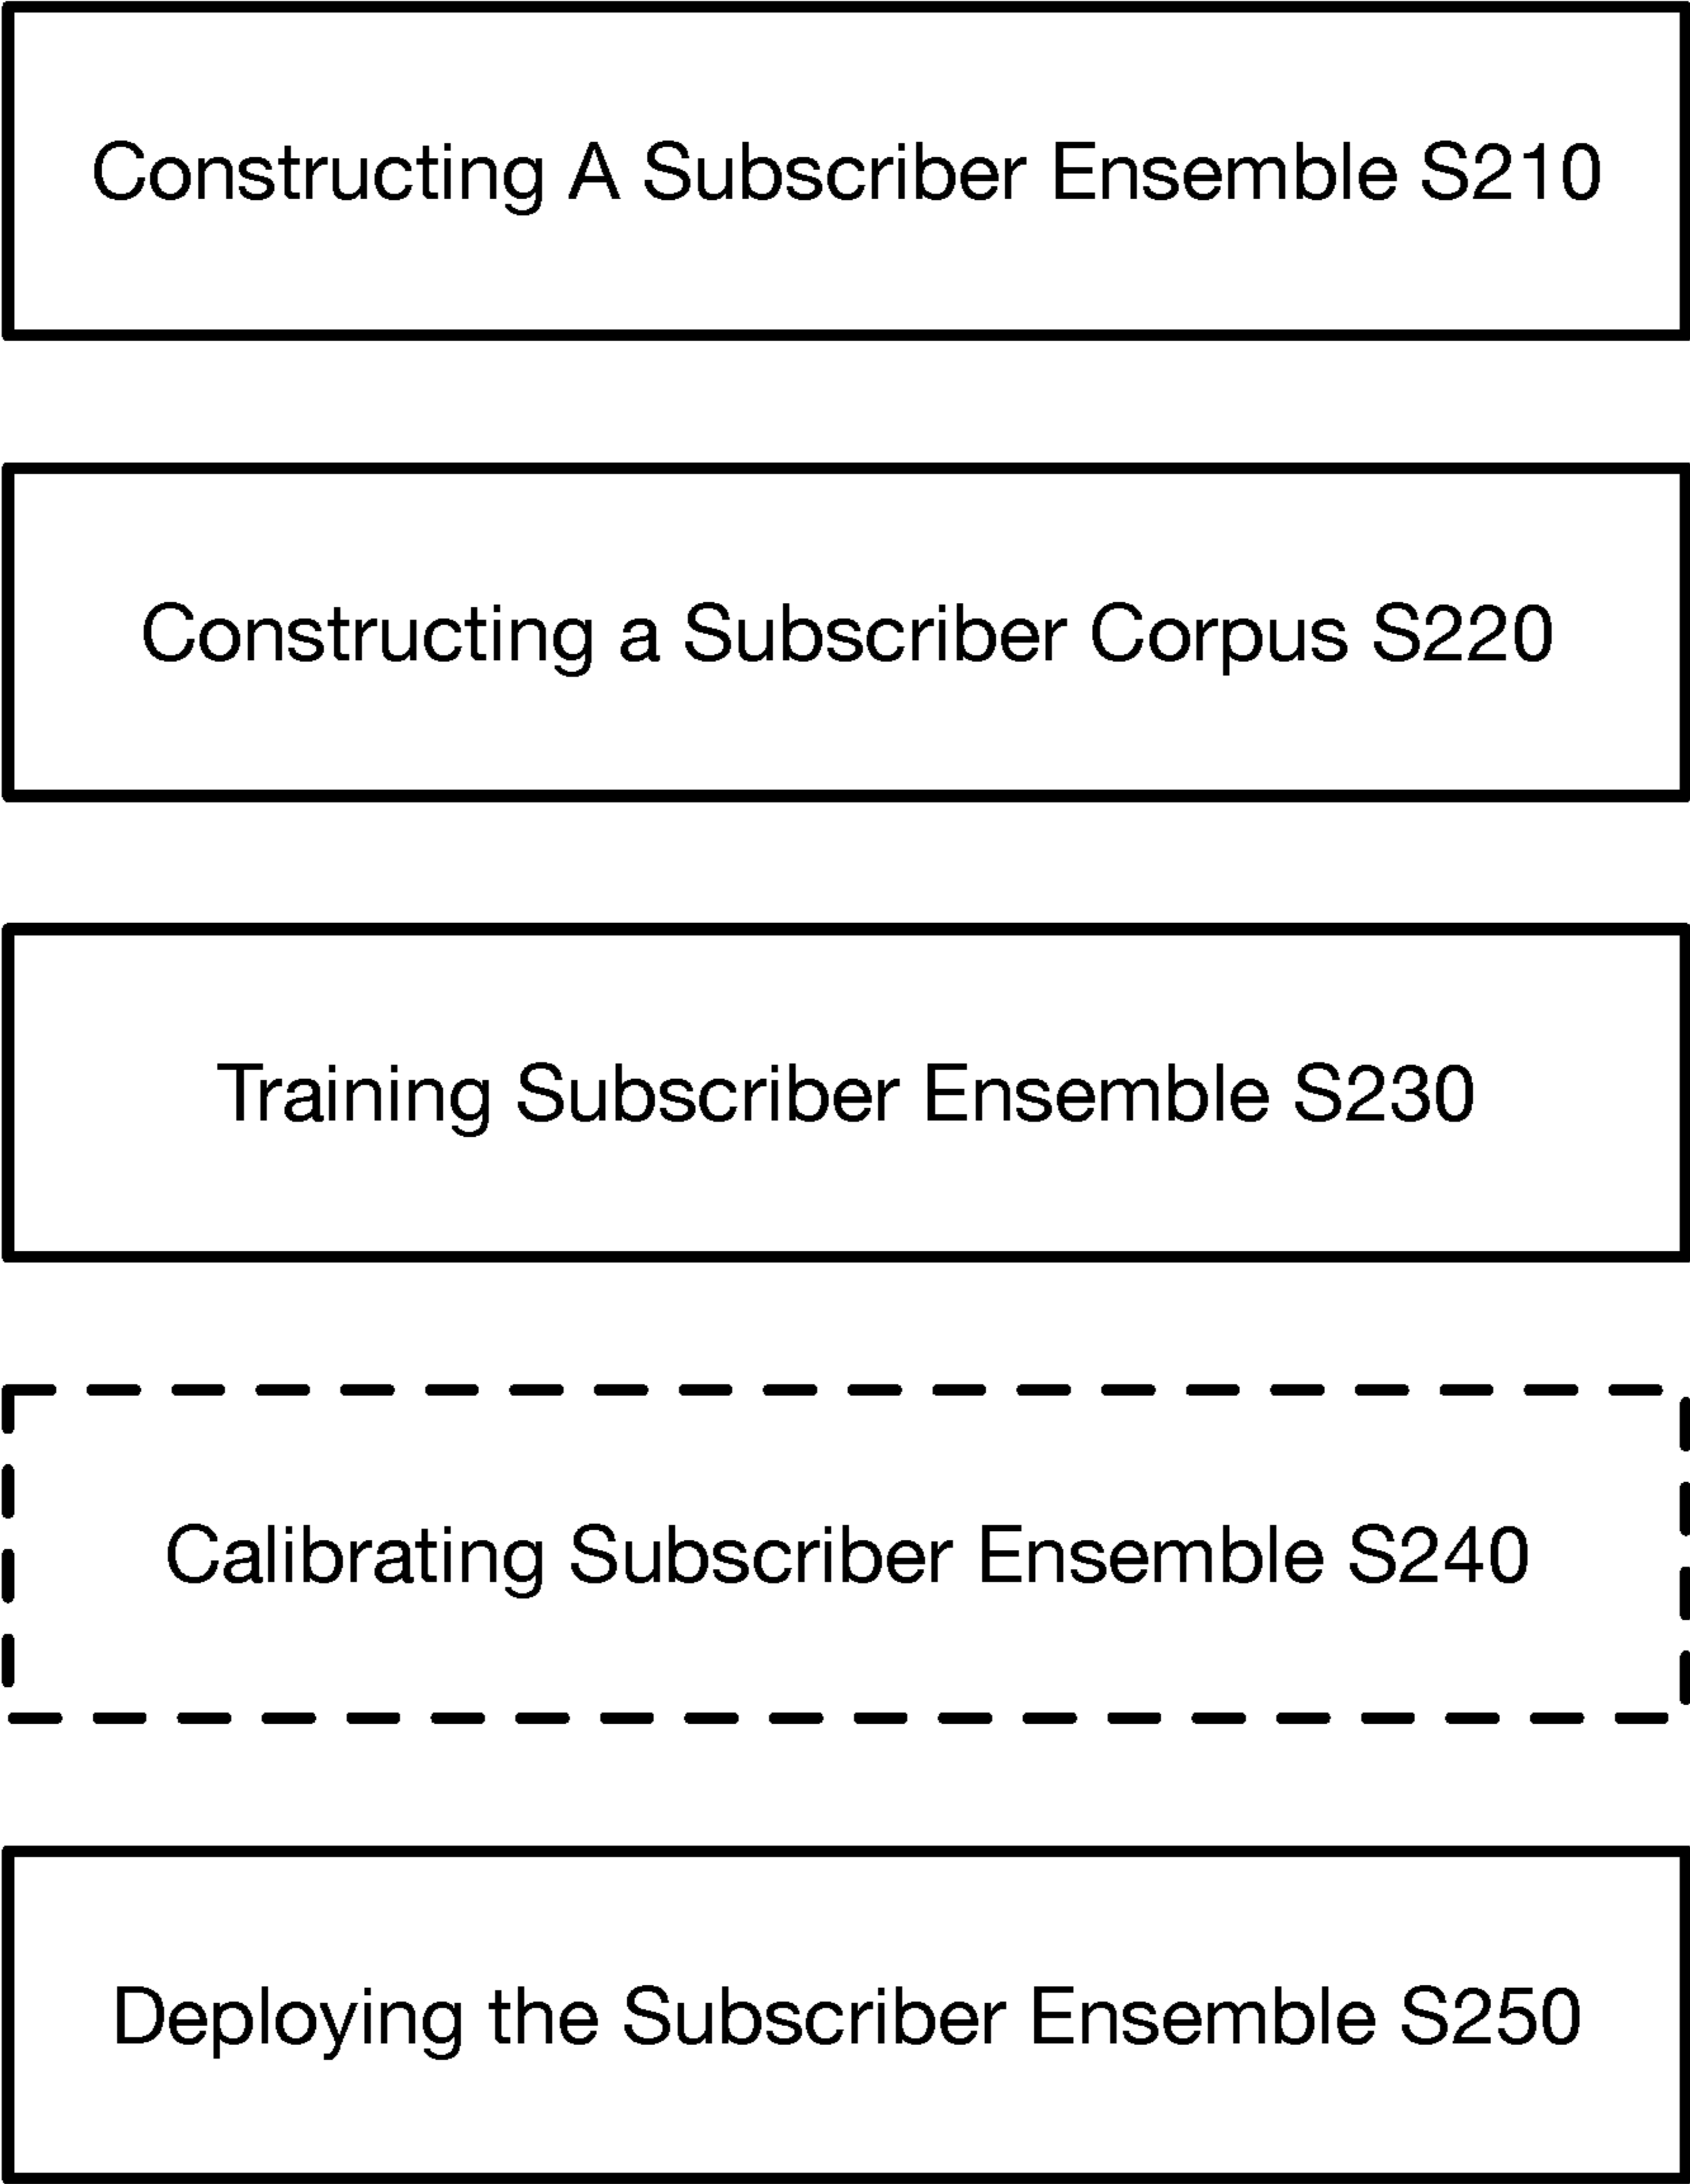 Constructing A Subscriber Ensemble S210
Constructing a Subscriber Corpus S220
Training Subscriber Ensemble S230
Calibrating Subscriber Ensemble S240
Deploying the Subscriber Ensemble S250